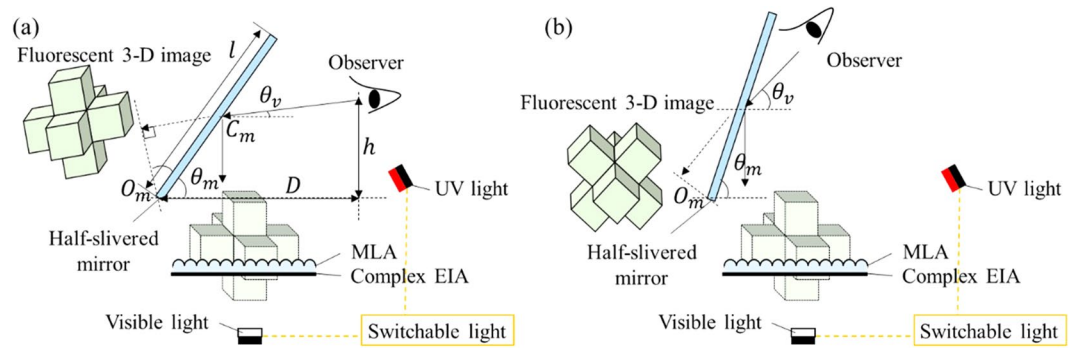 (a)
Fluorescent 3-D image
l
Observer
θv
Cm
h
Om
θm
D
UV light
Half-slivered
mirror
MLA
Complex EIA
Visible light
Switchable light
(b)
Observer
Fluorescent 3-D image
θv
θm
Om
UV light
Half-slivered
mirror
MLA
Complex EIA
Visible light
Switchable light